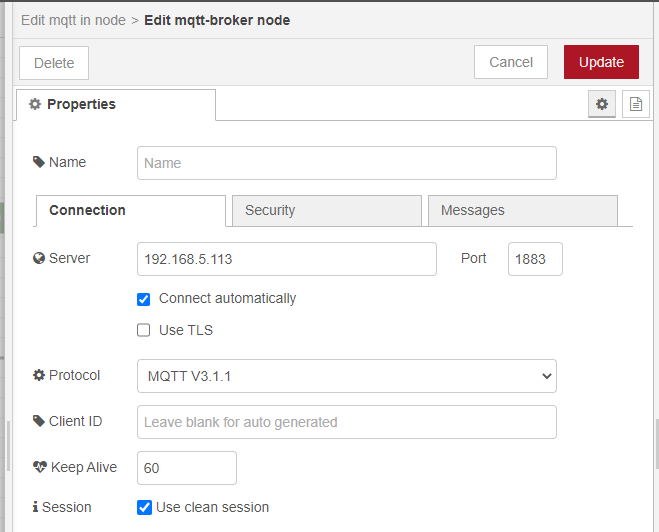 Edit mqtt in node > Edit mqtt-broker node
Delete Cancel Update
Properties
Name Name
Connection Security Messages
Server 192.168.5.113 Port 1883
Connect automatically
Use TLS
Protocol MQTT V3.1.1
Client ID Leave blank for auto generated
Keep Alive 60
Session Use clean session